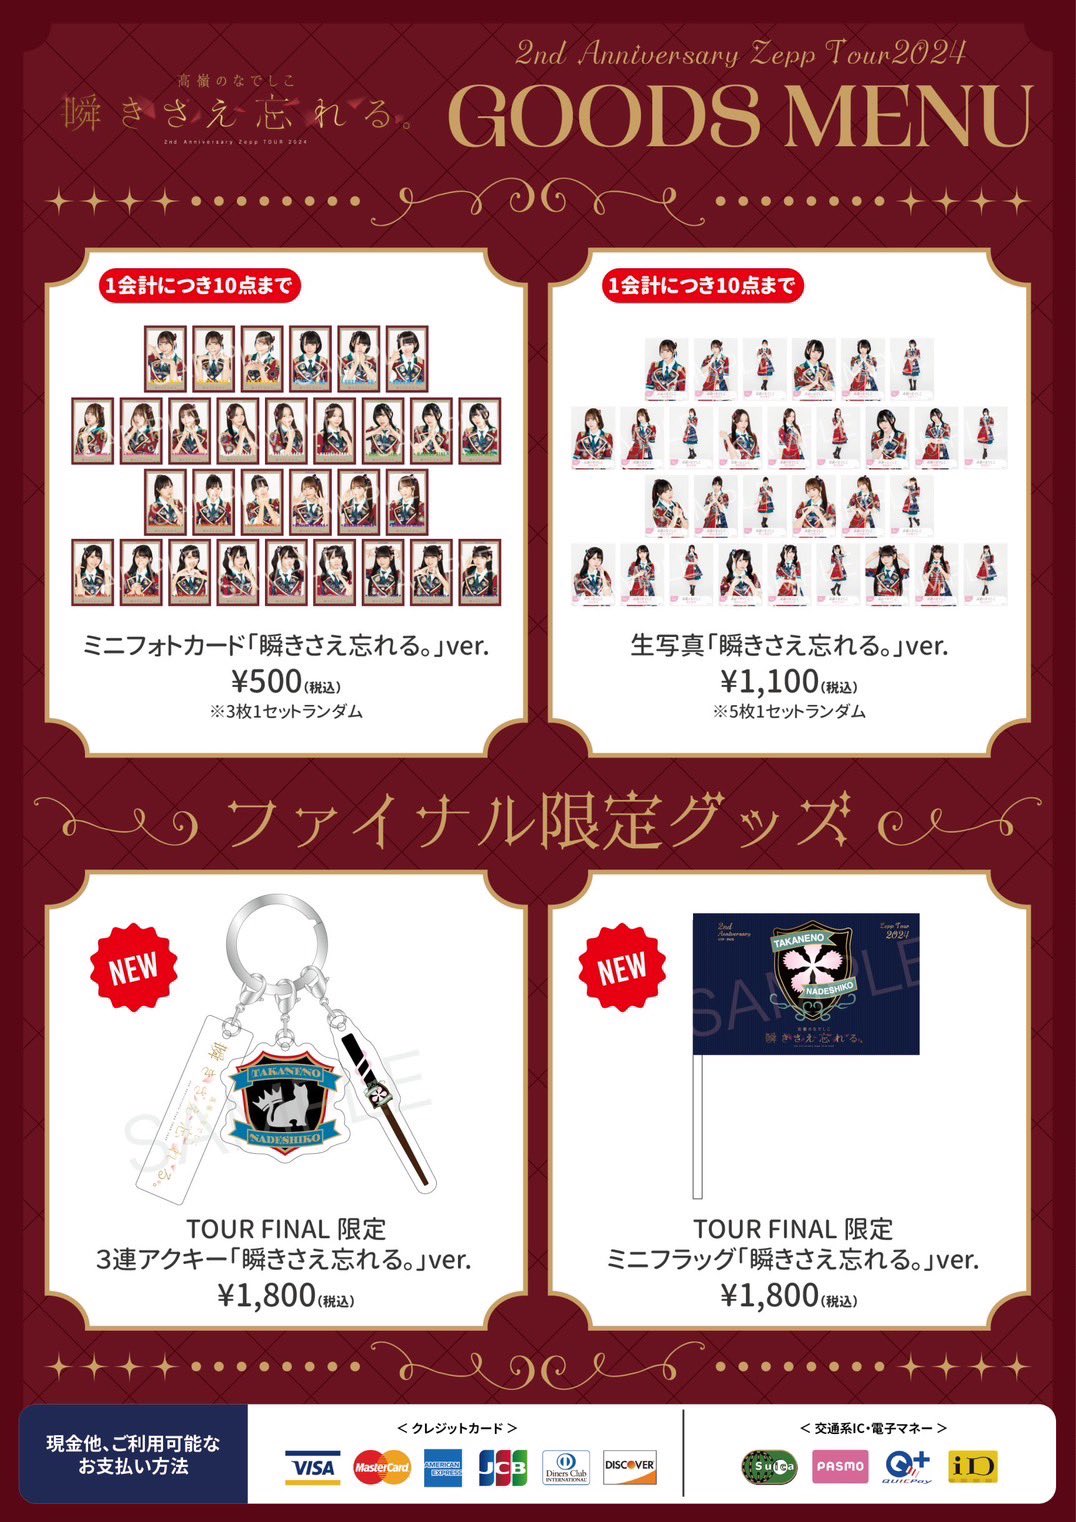 2nd Anniversary Zepp Tour2024
高嶺のなでしこ
瞬きさえ忘れる。
2nd Anniversary Zepp TOUR 2024
GOODS MENU
1会計につき10点まで
ミニフォトカード「瞬きさえ忘れる。」ver.
¥500(税込)
※3枚1セットランダム
1会計につき10点まで
生写真「瞬きさえ忘れる。」ver.
¥1,100(税込)
※5枚1セットランダム
ファイナル限定グッズ
NEW
瞬きさえ忘れる。
TAKANENO
NADESHIKO
SAMPLE
TOUR FINAL 限定
3連アクキー「瞬きさえ忘れる。」ver.
¥1,800(税込)
NEW
2nd
Anniversary
Zepp Tour
2024
TAKANENO
NADESHIKO
SAMPLE
高嶺のなでしこ
瞬きさえ忘れる。
TOUR FINAL 限定
ミニフラッグ「瞬きさえ忘れる。」ver.
¥1,800(税込)
現金他、ご利用可能な
お支払い方法
＜クレジットカード＞
VISA
MasterCard
AMERICAN EXPRESS
JCB
Diners Club
INTERNATIONAL
DISCOVER
＜交通系IC・電子マネー＞
Suica
PASMO
QUICPay
iD